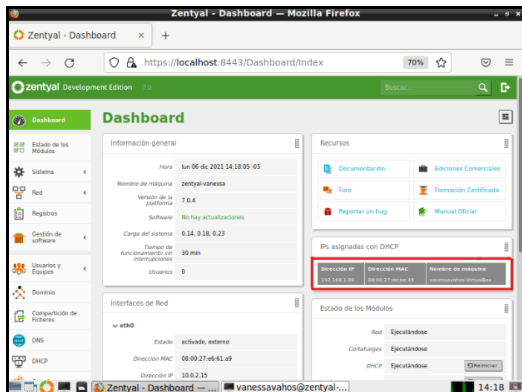 Zentyal - Dashboard — Mozilla Firefox
Zentyal - Dashboard × +
https://localhost:8443/Dashboard/Index 70%
zentyal Development Edition 7.0 Buscar...
Dashboard
Estado de los Módulos
Sistema
Red
Registros
Gestión de software
Usuarios y Equipos
Dominio
Compartición de Ficheros
DNS
DHCP
Dashboard
Información general
Hora lun 06 dic 2021 14:18:05 -05
Nombre de máquina zentyal-vanessa
Versión de la plataforma 7.0.4
Software No hay actualizaciones
Carga del sistema 0.14, 0.18, 0.23
Tiempo de funcionamiento sin interrupciones 30 min
Usuarios 0
Interfaces de Red
eth0
Estado activado, externo
Dirección MAC 08:00:27:e6:61:a9
Dirección IP 10.0.2.15
Recursos
Documentación Ediciones Comerciales
Foro Formación Certificada
Reportar un bug Manual Oficial
IPs asignadas con DHCP
Dirección IP Dirección MAC Nombre de máquina
192.168.1.89
Estado de los Módulos
Red Ejecutándose
Cortafuegos Ejecutándose
DHCP Ejecutándose Reiniciar
Zentyal - Dashboard — ... vanessavahos@zentyal-... 14:18